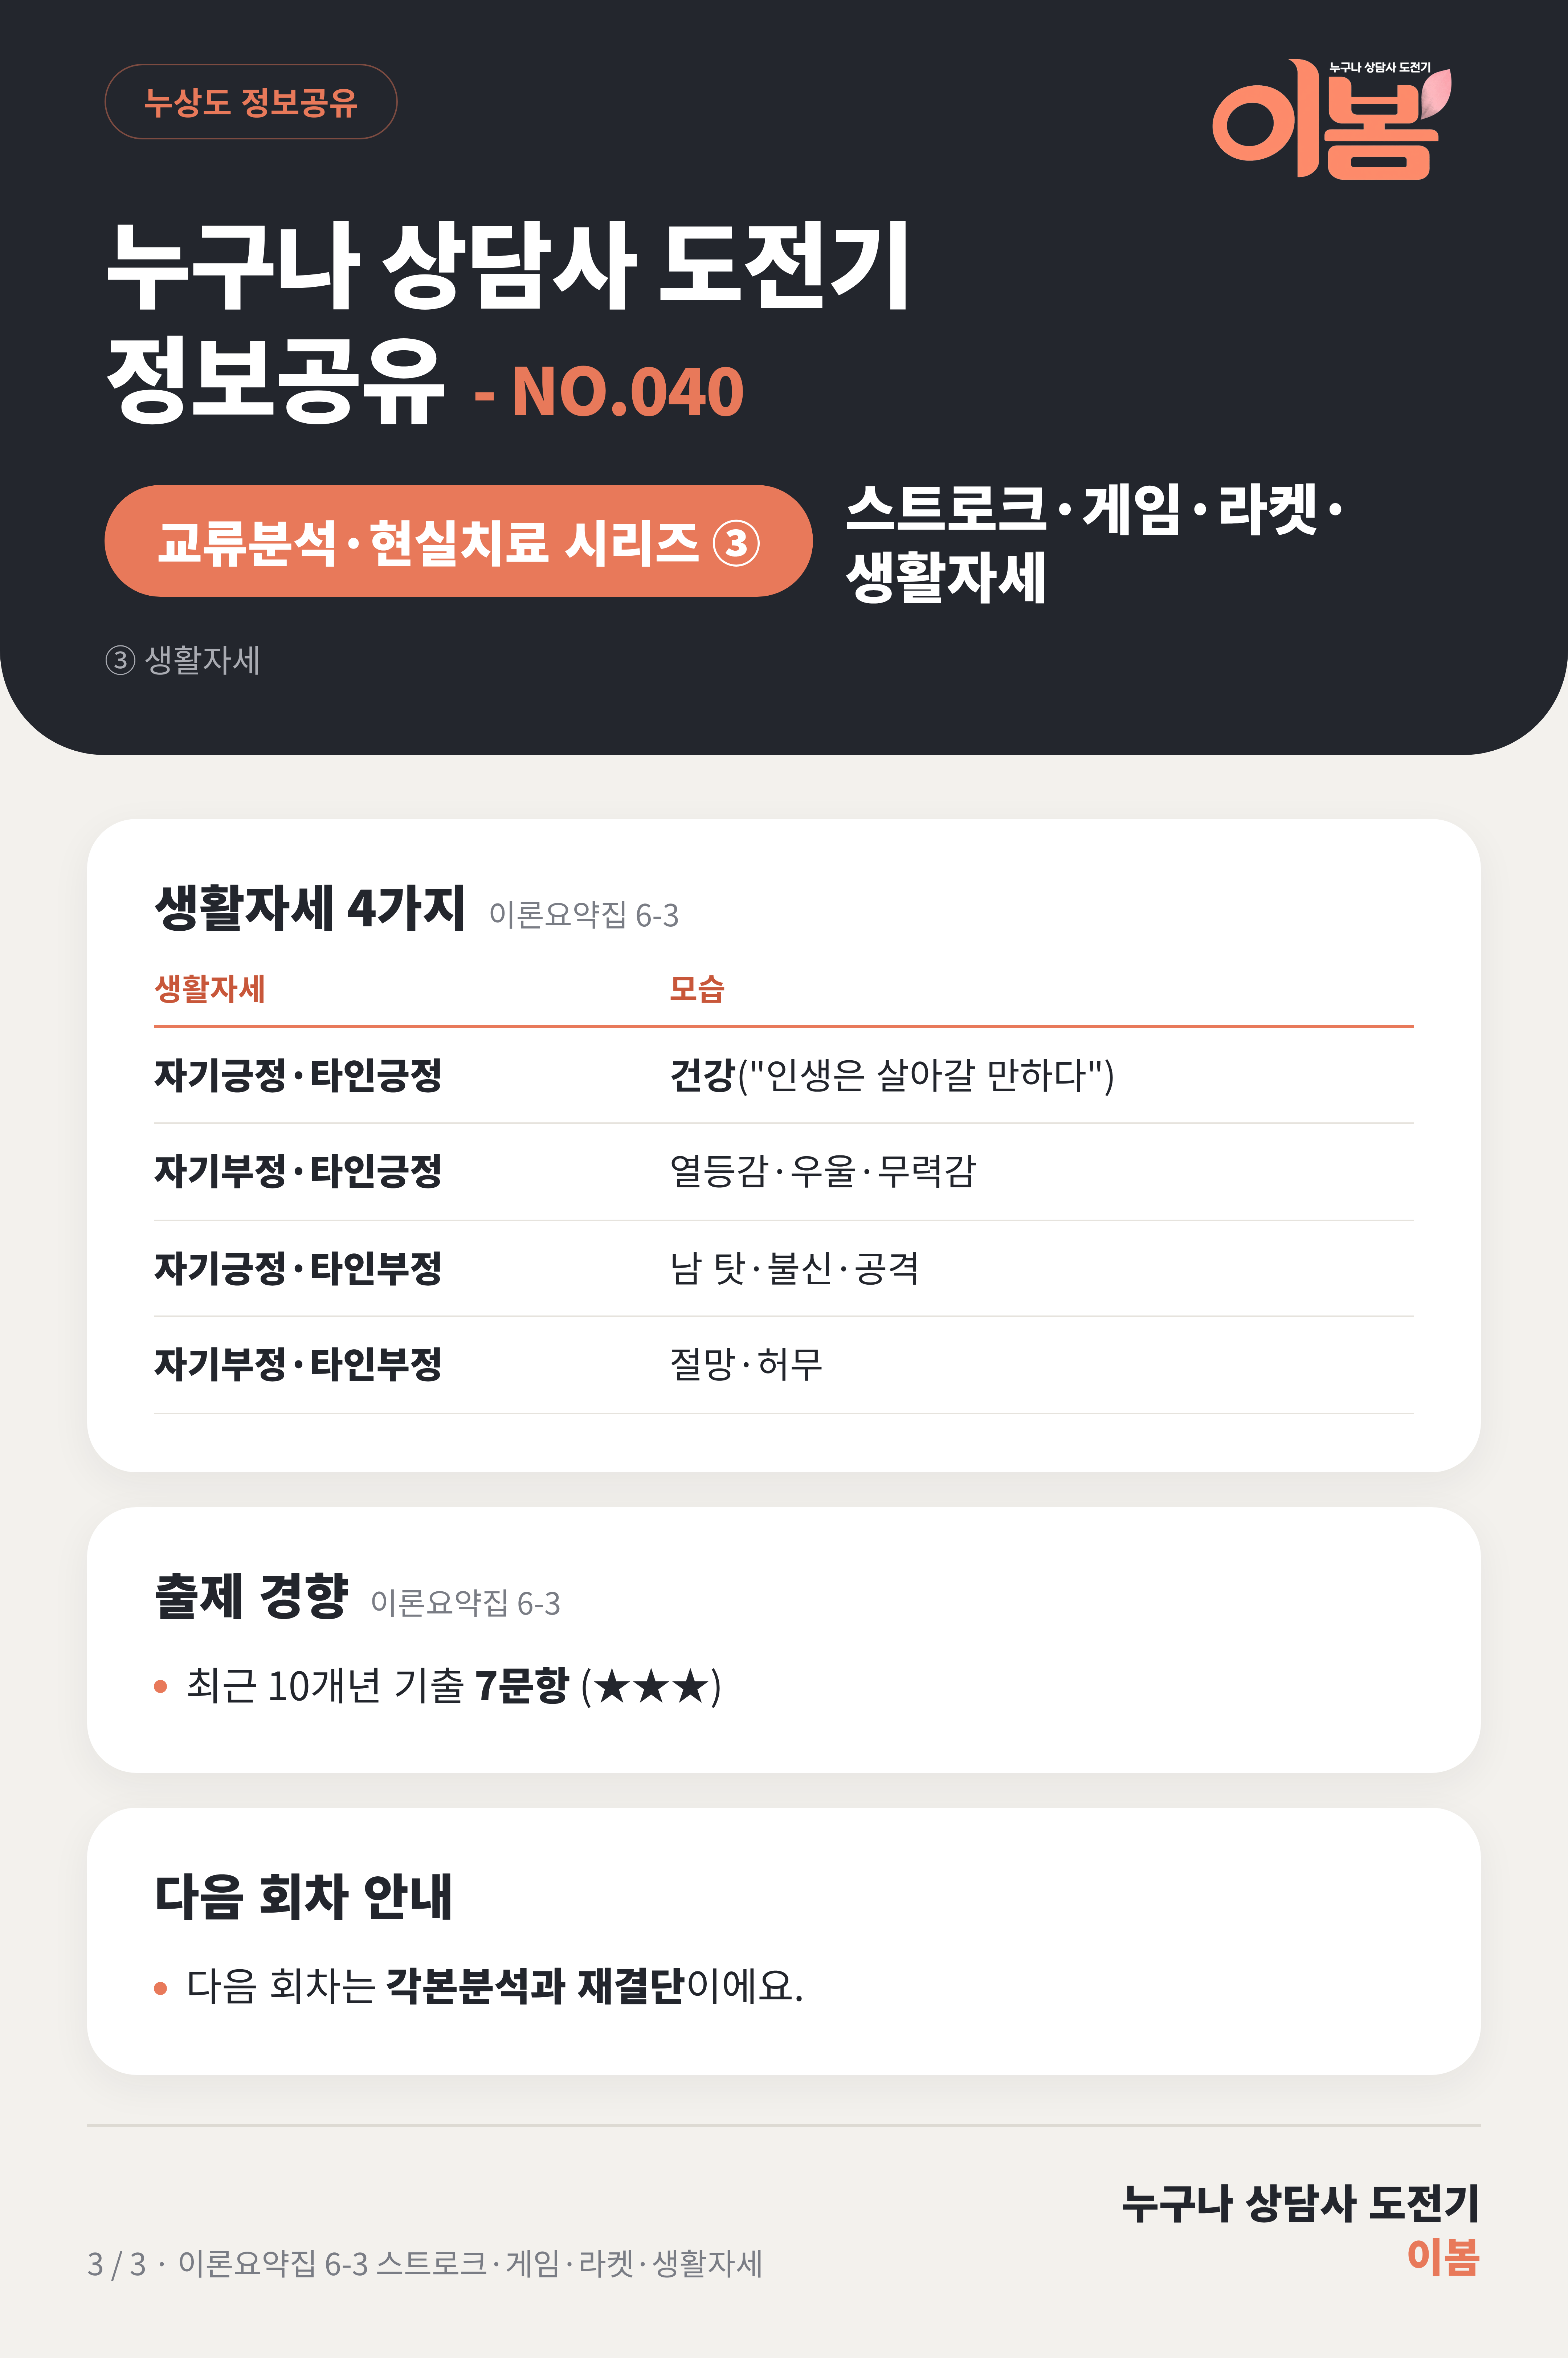 누상도 정보공유
누구나 상담사 도전기
이봄
누구나 상담사 도전기
정보공유 - NO.040
교류분석·현실치료 시리즈 ③
스트로크·게임·라켓·
생활자세
③ 생활자세
생활자세 4가지 이론요약집 6-3
생활자세 모습
자기긍정·타인긍정 건강("인생은 살아갈 만하다")
자기부정·타인긍정 열등감·우울·무력감
자기긍정·타인부정 남 탓·불신·공격
자기부정·타인부정 절망·허무
출제 경향 이론요약집 6-3
최근 10개년 기출 7문항 (★★★)
다음 회차 안내
다음 회차는 각본분석과 재결단이에요.
누구나 상담사 도전기
3 / 3 · 이론요약집 6-3 스트로크·게임·라켓·생활자세
이봄